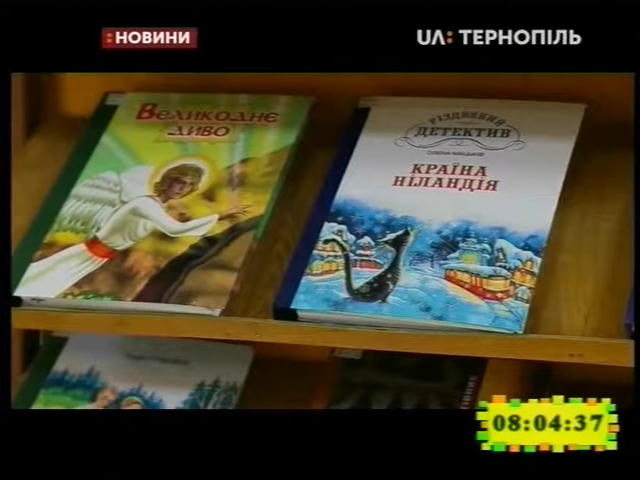 :НОВИНИ
UA: ТЕРНОПІЛЬ
ВЕЛИКОДНЄ
ДИВО
РІЗДВЯНИЙ
ДЕТЕКТИВ
КРАЇНА
НІЛАНДІЯ
08:04:37